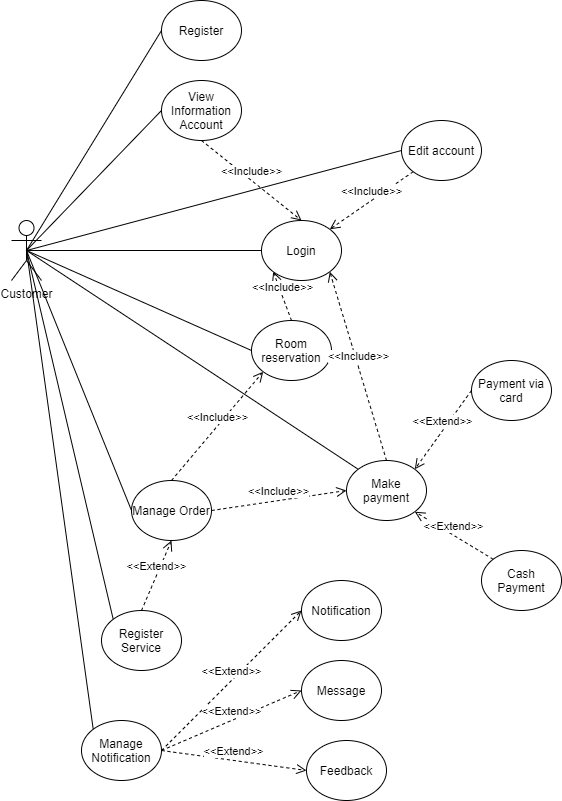 Register
View
Information
Account
Edit account
<<Include>>
<<Include>>
Login
Customer
<<Include>>
Room
reservation
<<Include>>
Payment via
card
<<Include>>
<<Extend>>
Make
payment
<<Include>>
Manage Order
<<Extend>>
<<Extend>>
Cash
Payment
Notification
Register
Service
<<Extend>>
Message
<<Extend>>
Manage
Notification
<<Extend>>
Feedback